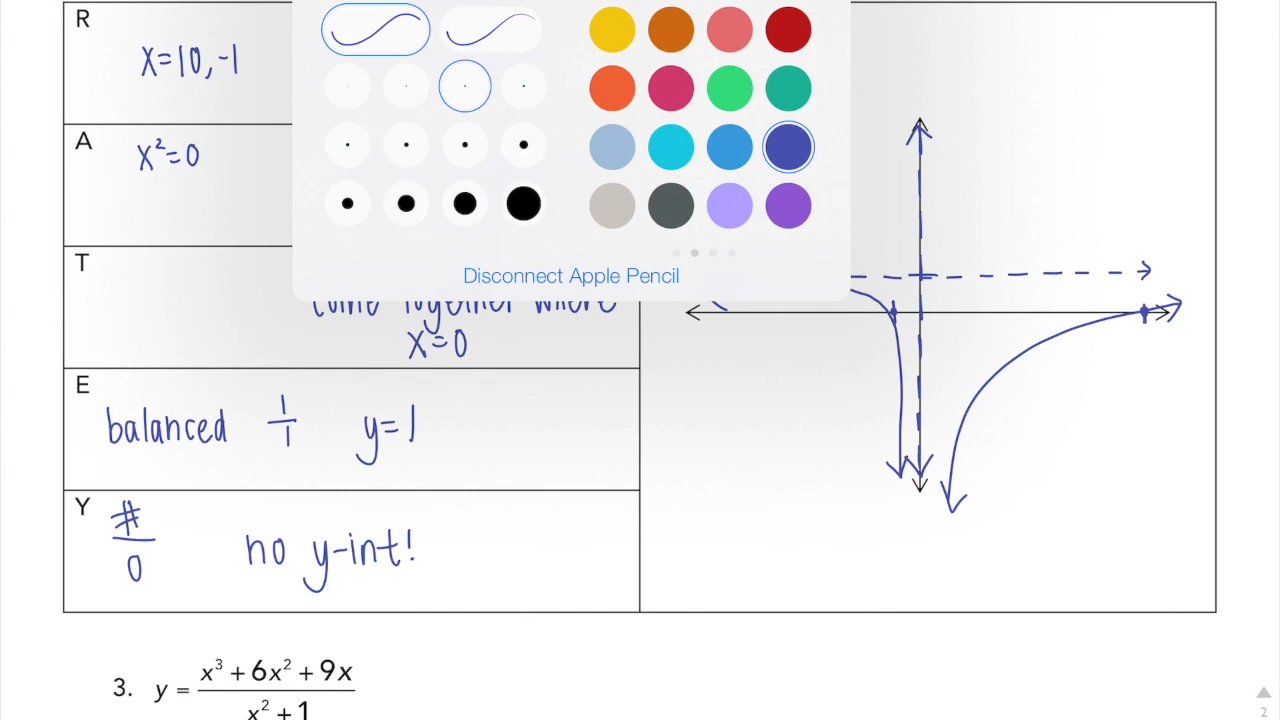 R
x=10,-1
A
x²=0
Disconnect Apple Pencil
T
come together where
x=0
E
balanced 1/1 y=1
Y
#/0 no y-int!
3. y = x³ + 6x² + 9x / x² + 1
2